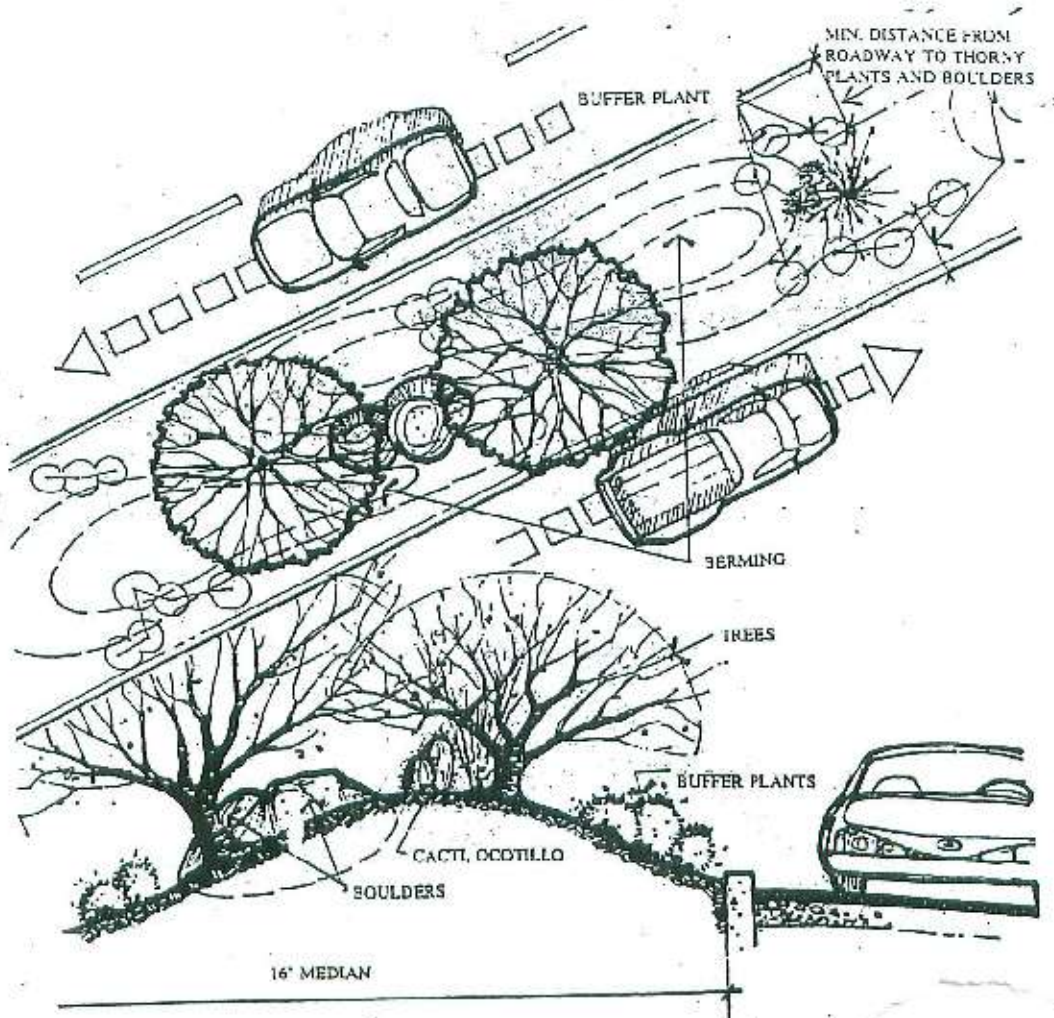 MIN. DISTANCE FROM
ROADWAY TO THORNY
PLANTS AND BOULDERS
BUFFER PLANT
BERMING
TREES
BUFFER PLANTS
CACTI, OCOTILLO
BOULDERS
16' MEDIAN